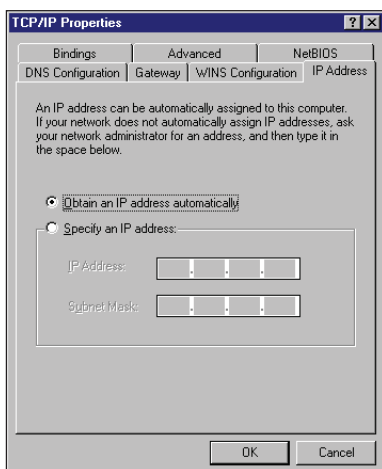 TCP/IP Properties
Bindings Advanced NetBIOS
DNS Configuration Gateway WINS Configuration IP Address
An IP address can be automatically assigned to this computer.
If your network does not automatically assign IP addresses, ask
your network administrator for an address, and then type it in
the space below.
Obtain an IP address automatically
Specify an IP address:
IP Address:
. . .
Subnet Mask:
. . .
OK Cancel